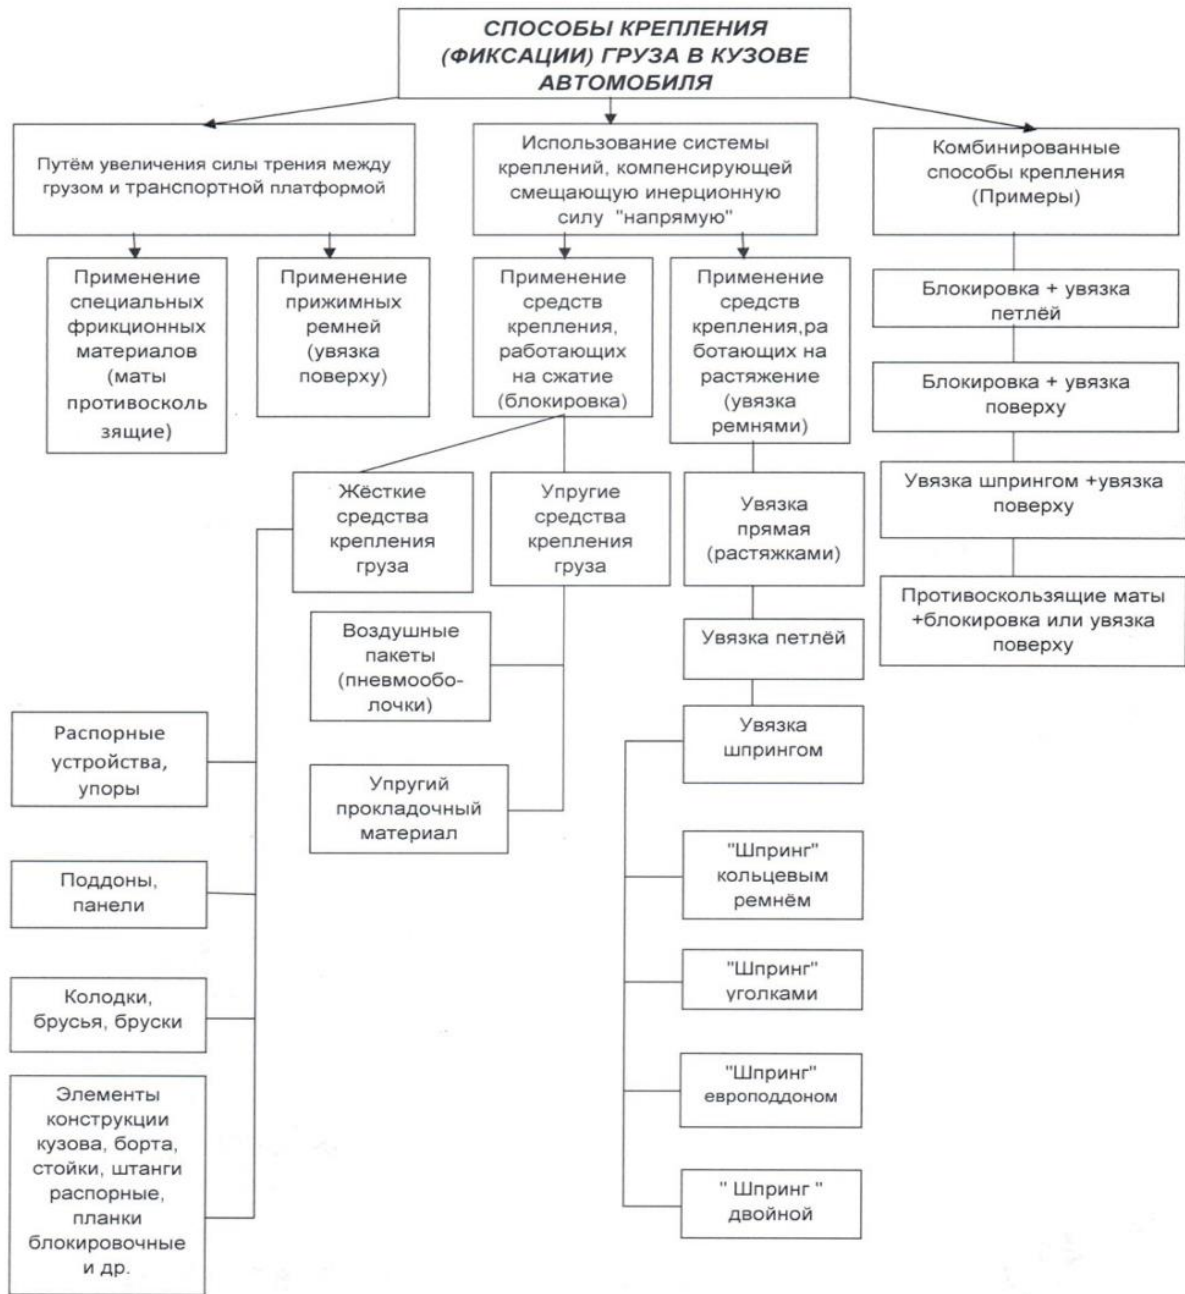 СПОСОБЫ КРЕПЛЕНИЯ
(ФИКСАЦИИ) ГРУЗА В КУЗОВЕ
АВТОМОБИЛЯ
Путём увеличения силы трения между
грузом и транспортной платформой
Использование системы
креплений, компенсирующей
смещающую инерционную
силу "напрямую"
Комбинированные
способы крепления
(Примеры)
Применение
специальных
фрикционных
материалов
(маты
противосколь
зящие)
Применение
прижимных
ремней
(увязка
поверху)
Применение
средств
крепления,
работающих
на сжатие
(блокировка)
Применение
средств
крепления,ра
ботающих на
растяжение
(увязка
ремнями)
Блокировка + увязка
петлёй
Блокировка + увязка
поверху
Увязка шпрингом +увязка
поверху
Противоскользящие маты
+блокировка или увязка
поверху
Жёсткие
средства
крепления
груза
Упругие
средства
крепления
груза
Увязка
прямая
(растяжками)
Воздушные
пакеты
(пневмообо-
лочки)
Увязка петлёй
Распорные
устройства,
упоры
Увязка
шпрингом
Упругий
прокладочный
материал
Поддоны,
панели
"Шпринг"
кольцевым
ремнём
Колодки,
брусья, бруски
"Шпринг"
уголками
Элементы
конструкции
кузова, борта,
стойки, штанги
распорные,
планки
блокировочные
и др.
"Шпринг"
европоддоном
" Шпринг "
двойной